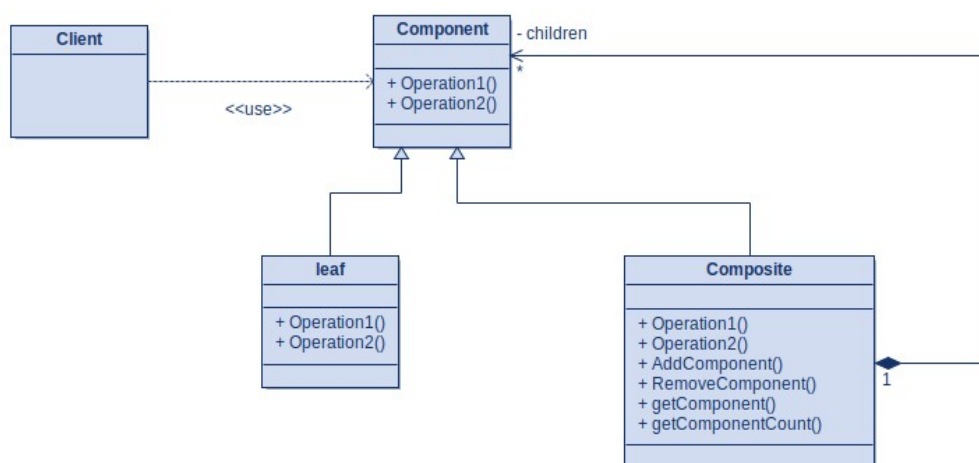 Client
<<use>>
Component
+ Operation1()
+ Operation2()
- children
*
leaf
+ Operation1()
+ Operation2()
Composite
+ Operation1()
+ Operation2()
+ AddComponent()
+ RemoveComponent()
+ getComponent()
+ getComponentCount()
1